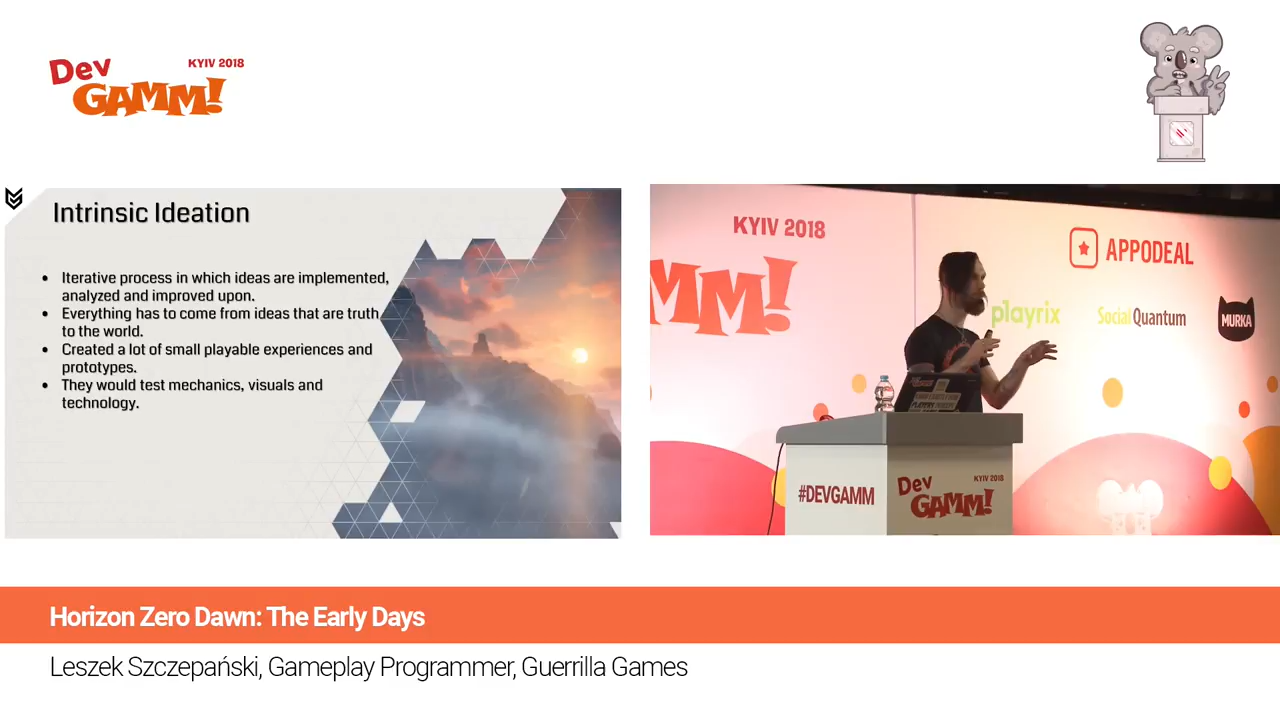 Dev
GAMM!
KYIV 2018
Intrinsic Ideation
• Iterative process in which ideas are implemented,
analyzed and improved upon.
• Everything has to come from ideas that are truth
to the world.
• Created a lot of small playable experiences and
prototypes.
• They would test mechanics, visuals and
technology.
KYIV 2018
MM!
APPODEAL
playrix
Social Quantum
MURKA
#DEVGAMM
Dev
GAMM!
KYIV 2018
Horizon Zero Dawn: The Early Days
Leszek Szczepański, Gameplay Programmer, Guerrilla Games